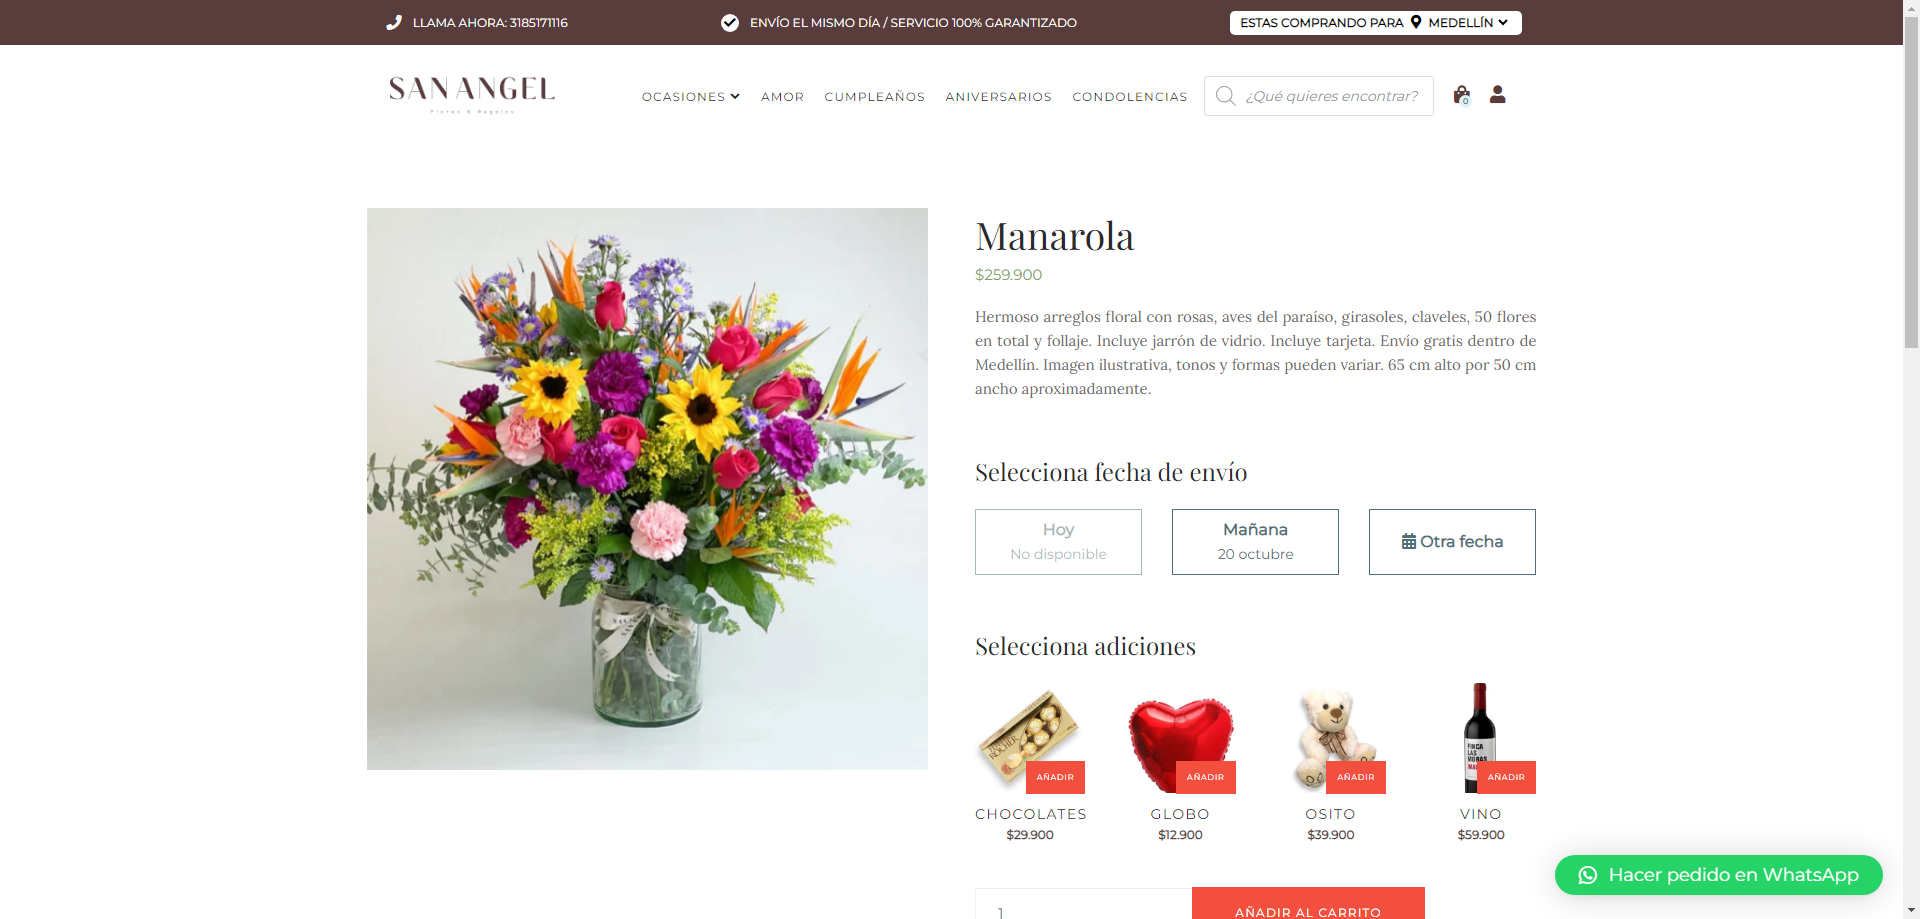 LLAMA AHORA: 3185171116
ENVÍO EL MISMO DÍA / SERVICIO 100% GARANTIZADO
ESTAS COMPRANDO PARA MEDELLÍN
SAN ANGEL
Flores & Regalos
OCASIONES AMOR CUMPLEAÑOS ANIVERSARIOS CONDOLENCIAS
¿Qué quieres encontrar?
0
Manarola
$259.900
Hermoso arreglos floral con rosas, aves del paraíso, girasoles, claveles, 50 flores
en total y follaje. Incluye jarrón de vidrio. Incluye tarjeta. Envío gratis dentro de
Medellín. Imagen ilustrativa, tonos y formas pueden variar. 65 cm alto por 50 cm
ancho aproximadamente.
Selecciona fecha de envío
Hoy
No disponible
Mañana
20 octubre
Otra fecha
Selecciona adiciones
ROCHER
AÑADIR
CHOCOLATES
$29.900
AÑADIR
GLOBO
$12.900
AÑADIR
OSITO
$39.900
FINCA
LAS
MORAS
AÑADIR
VINO
$59.900
1
AÑADIR AL CARRITO
Hacer pedido en WhatsApp